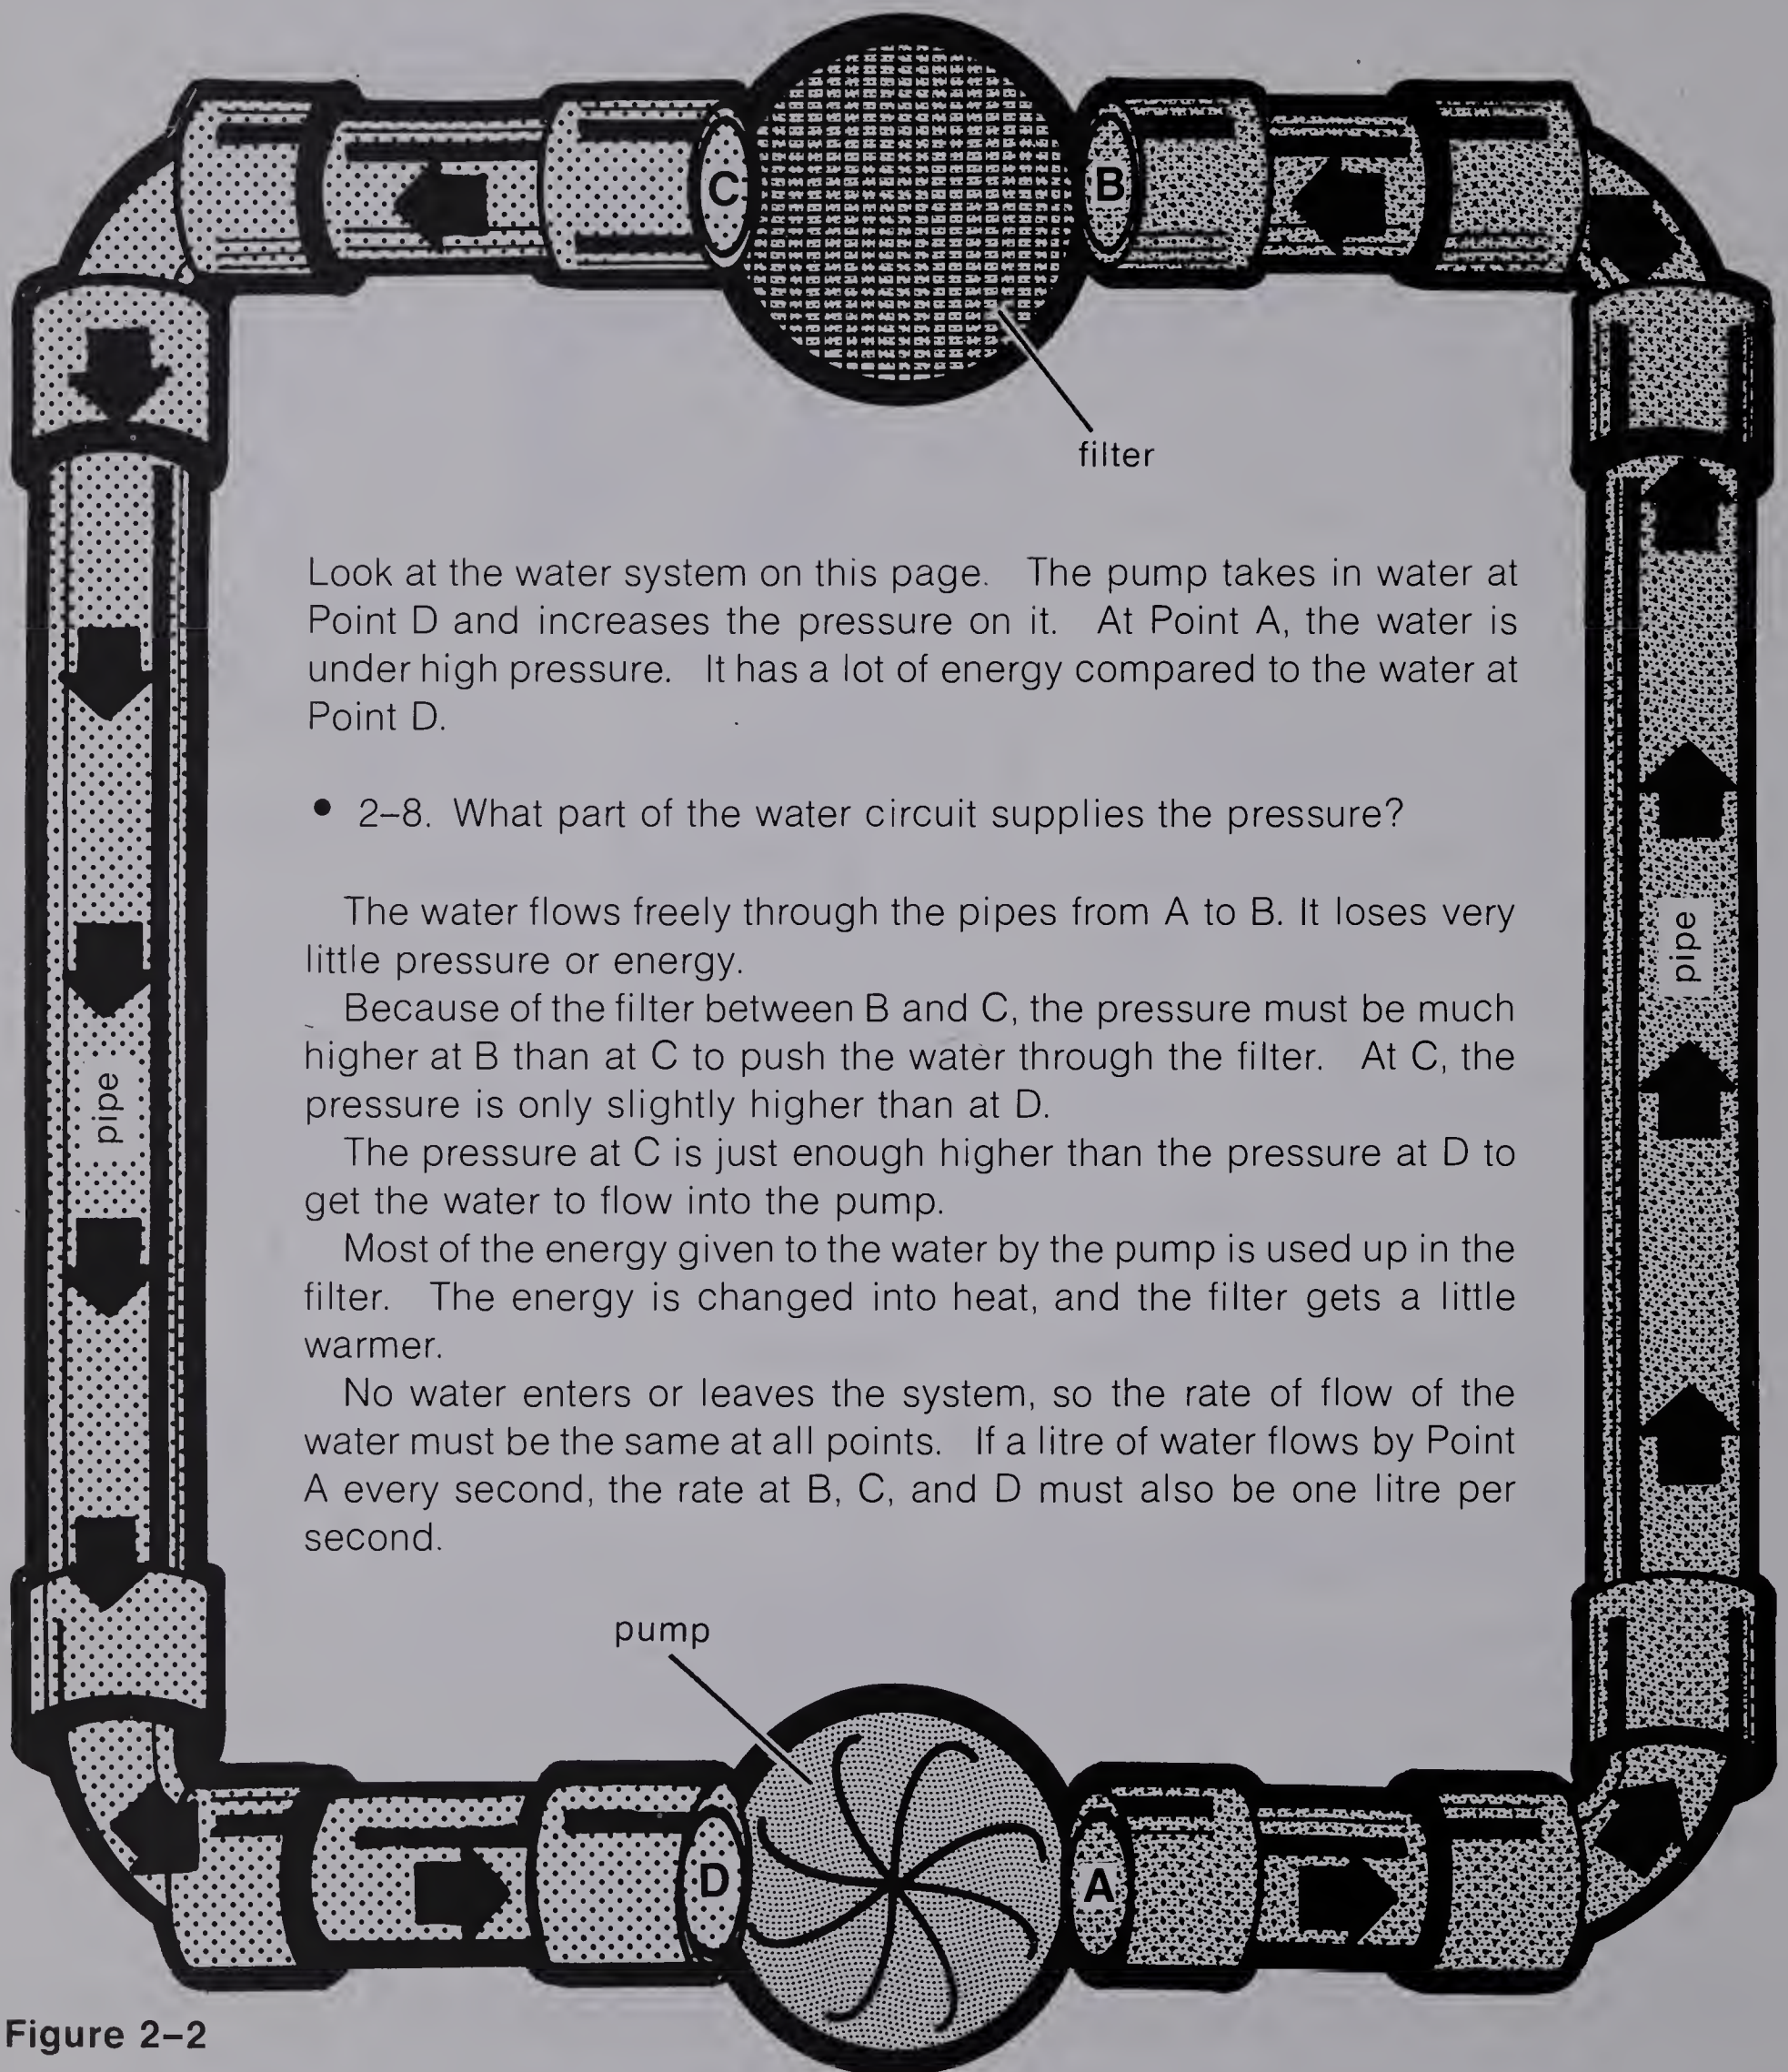 C
B
filter
Look at the water system on this page. The pump takes in water at
Point D and increases the pressure on it. At Point A, the water is
under high pressure. It has a lot of energy compared to the water at
Point D.
• 2–8. What part of the water circuit supplies the pressure?
The water flows freely through the pipes from A to B. It loses very
little pressure or energy.
Because of the filter between B and C, the pressure must be much
higher at B than at C to push the water through the filter. At C, the
pressure is only slightly higher than at D.
The pressure at C is just enough higher than the pressure at D to
get the water to flow into the pump.
Most of the energy given to the water by the pump is used up in the
filter. The energy is changed into heat, and the filter gets a little
warmer.
No water enters or leaves the system, so the rate of flow of the
water must be the same at all points. If a litre of water flows by Point
A every second, the rate at B, C, and D must also be one litre per
second.
pipe
pipe
pump
D
A
Figure 2–2